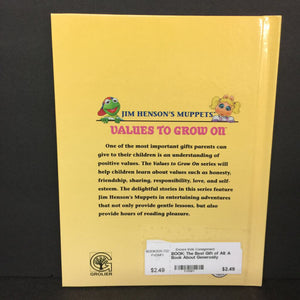 JIM HENSON'S MUPPETS
VALUES TO GROW ON
One of the most important gifts parents can
give to their children is an understanding of
positive values. The Values to Grow On series will
help children learn about values such as honesty,
friendship, sharing, responsibility, love, and self-
esteem. The delightful stories in this series feature
Jim Henson's Muppets in entertaining adventures
that not only provide gentle lessons, but also
provide hours of reading pleasure.
GROLIER
$2.49
Encore Kids Consignment
BOOK: The Best Gift of All: A
Book About Generosity
$2.49